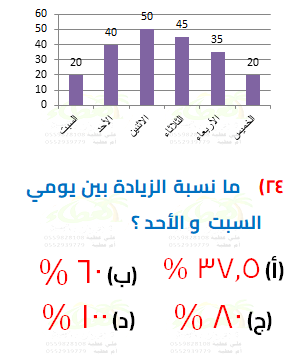 60
50
40
30
20
10
0
20
40
50
45
35
20
السبت
الأحد
الاثنين
الثلاثاء
الأربعاء
الخميس
٢٤) ما نسبة الزيادة بين يومي
السبت و الأحد ؟
(أ) ٣٧,٥ % (ب) ٦٠ %
(ج) ٨٠ % (د) ١٠٠ %